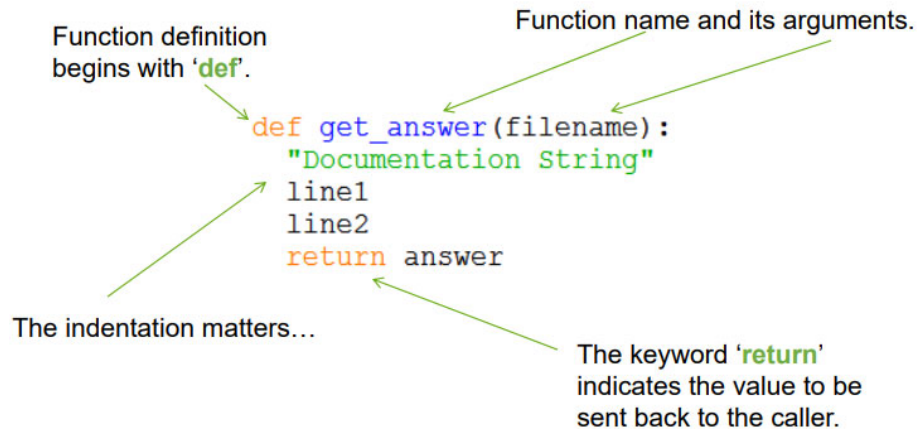 Function definition
begins with ‘def’.
Function name and its arguments.
def get_answer(filename):
"Documentation String"
line1
line2
return answer
The indentation matters…
The keyword ‘return’
indicates the value to be
sent back to the caller.